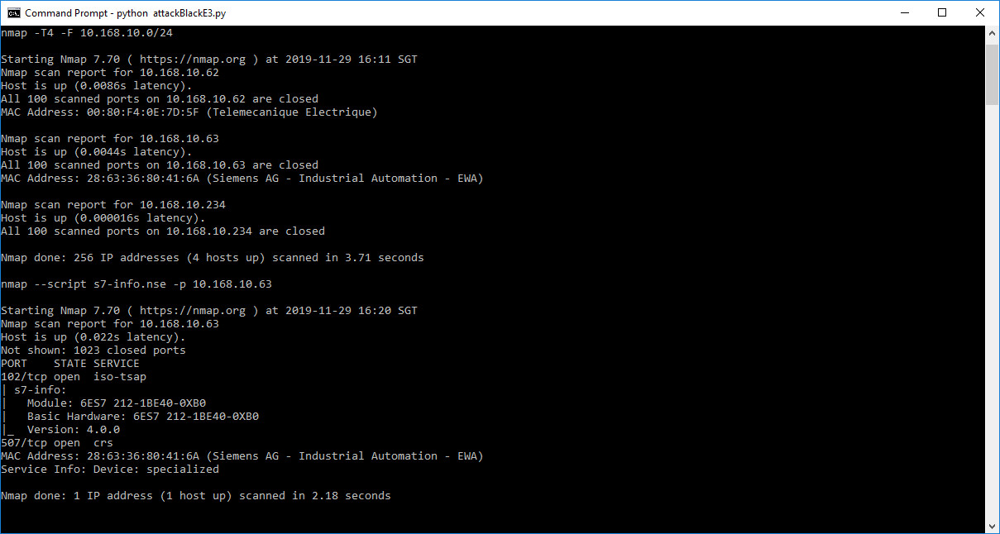 Command Prompt - python  attackBlackE3.py
nmap -T4 -F 10.168.10.0/24
Starting Nmap 7.70 ( https://nmap.org ) at 2019-11-29 16:11 SGT
Nmap scan report for 10.168.10.62
Host is up (0.0086s latency).
All 100 scanned ports on 10.168.10.62 are closed
MAC Address: 00:80:F4:0E:7D:5F (Telemecanique Electrique)
Nmap scan report for 10.168.10.63
Host is up (0.0044s latency).
All 100 scanned ports on 10.168.10.63 are closed
MAC Address: 28:63:36:80:41:6A (Siemens AG - Industrial Automation - EWA)
Nmap scan report for 10.168.10.234
Host is up (0.000016s latency).
All 100 scanned ports on 10.168.10.234 are closed
Nmap done: 256 IP addresses (4 hosts up) scanned in 3.71 seconds
nmap --script s7-info.nse -p 10.168.10.63
Starting Nmap 7.70 ( https://nmap.org ) at 2019-11-29 16:20 SGT
Nmap scan report for 10.168.10.63
Host is up (0.022s latency).
Not shown: 1023 closed ports
PORT    STATE SERVICE
102/tcp open  iso-tsap
| s7-info:
|   Module: 6ES7 212-1BE40-0XB0
|   Basic Hardware: 6ES7 212-1BE40-0XB0
|_  Version: 4.0.0
507/tcp open  crs
MAC Address: 28:63:36:80:41:6A (Siemens AG - Industrial Automation - EWA)
Service Info: Device: specialized
Nmap done: 1 IP address (1 host up) scanned in 2.18 seconds